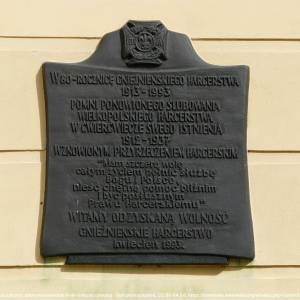 W 80-ROCZNICĘ GNIEŹNIEŃSKIEGO HARCERSTWA
1913-1993
POMNI PONOWIONEGO ŚLUBOWANIA
WIELKOPOLSKIEGO HARCERSTWA
W ĆWIERĆWIECZE SWEGO ISTNIENIA
1912-1937
WZNOWIONYM PRZYRZECZENIEM HARCERSKIM
"Mam szczerą wolę
całym życiem pełnić służbę
Bogu i Polsce,
nieść chętną pomoc bliźnim
i być posłusznym
Prawu Harcerskiemu"
WITAMY ODZYSKANĄ WOLNOŚĆ
GNIEŹNIEŃSKIE HARCERSTWO
kwiecień 1993.